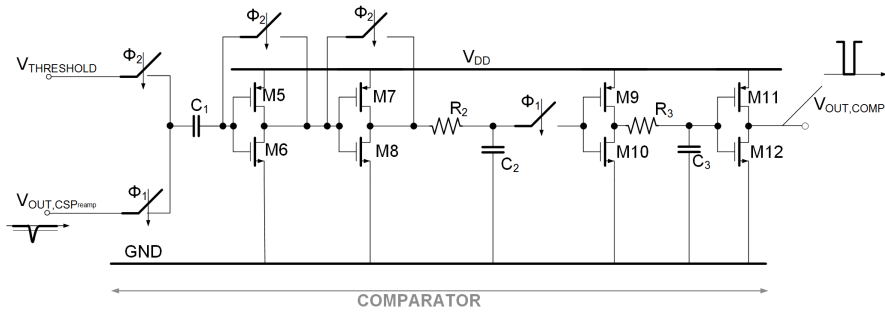 Φ2
Φ2
VDD
VTHRESHOLD
Φ2
C1
M5
M6
M7
M8
R2
C2
Φ1
M9
M10
R3
C3
M11
M12
VOUT,COMP
Φ1
VOUT,CSPreamp
GND
COMPARATOR